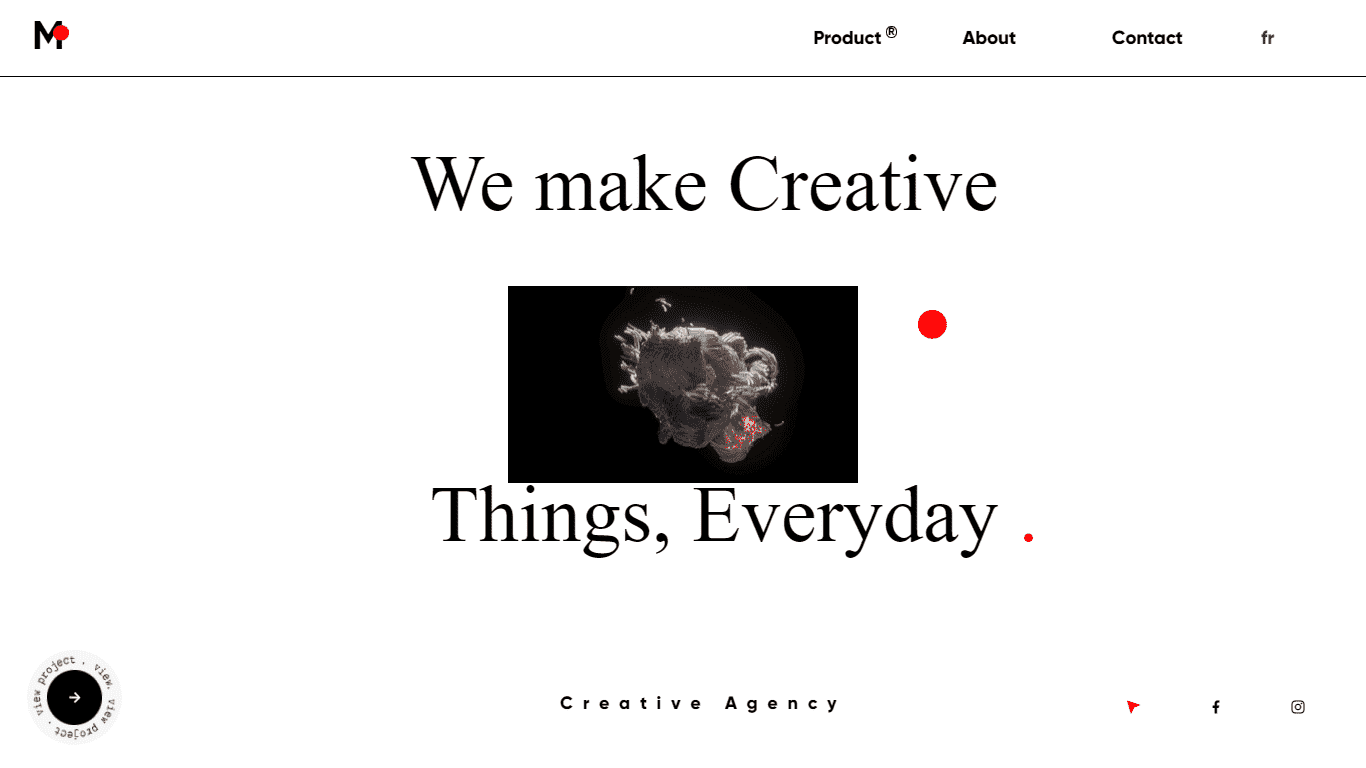 M
Product ®
About
Contact
fr
We make Creative
Things, Everyday .
view project . view. view project .
Creative Agency